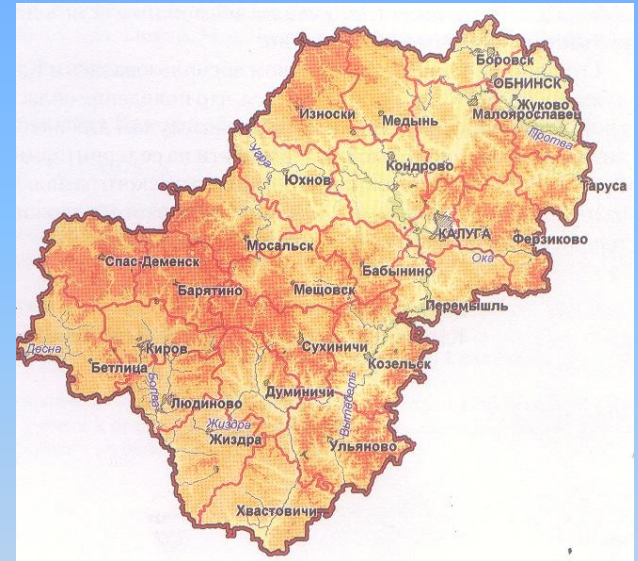 Боровск
ОБНИНСК
Жуково
Износки
Медынь
Малоярославец
Протва
Угра
Кондрово
Юхнов
Таруса
КАЛУГА
Ферзиково
Мосальск
Ока
Спас-Деменск
Бабынино
Барятино
Мещовск
Перемышль
Десна
Киров
Сухиничи
Бетлица
Козельск
Болва
Думиничи
Людиново
Вытебеть
Жиздра
Жиздра
Ульяново
Хвастовичи